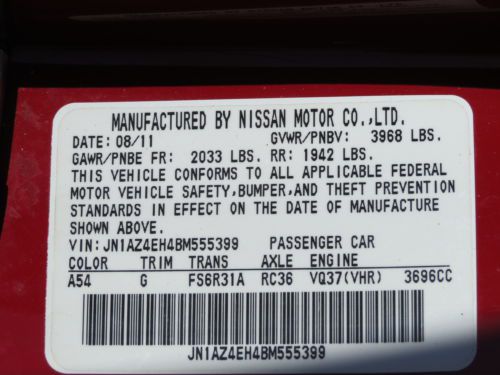 MANUFACTURED BY NISSAN MOTOR CO.,LTD.
DATE: 08/11 GVWR/PNBV: 3968 LBS.
GAWR/PNBE FR: 2033 LBS. RR: 1942 LBS.
THIS VEHICLE CONFORMS TO ALL APPLICABLE FEDERAL
MOTOR VEHICLE SAFETY,BUMPER,AND THEFT PREVENTION
STANDARDS IN EFFECT ON THE DATE OF MANUFACTURE
SHOWN ABOVE.
VIN: JN1AZ4EH4BM555399 PASSENGER CAR
COLOR TRIM TRANS AXLE ENGINE
A54 G FS6R31A RC36 VQ37(VHR) 3696CC
JN1AZ4EH4BM555399